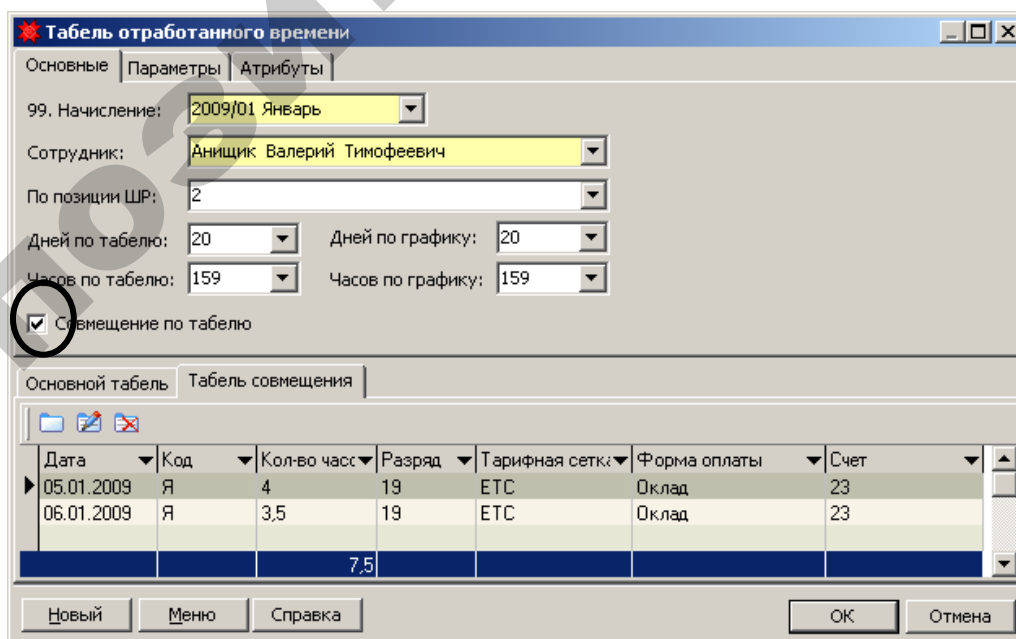 Табель отработанного времени
Основные Параметры Атрибуты
99. Начисление: 2009/01 Январь
Сотрудник: Анищик Валерий Тимофеевич
По позиции ШР: 2
Дней по табелю: 20 Дней по графику: 20
Часов по табелю: 159 Часов по графику: 159
Совмещение по табелю
Основной табель Табель совмещения
Дата Код Кол-во часс Разряд Тарифная сетка Форма оплаты Счет
05.01.2009 Я 4 19 ЕТС Оклад 23
06.01.2009 Я 3,5 19 ЕТС Оклад 23
7,5
Новый Меню Справка ОК Отмена